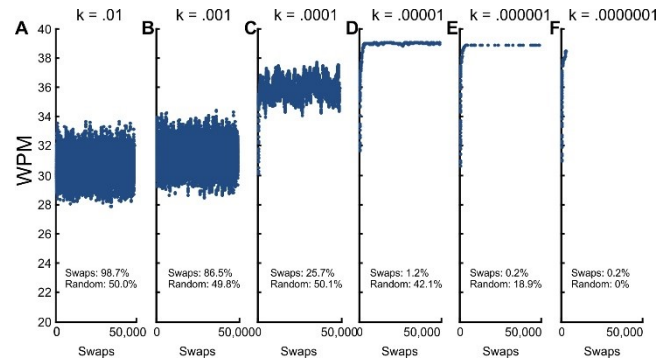 A k = .01 B k = .001 C k = .0001 D k = .00001 E k = .000001 F k = .0000001
40
38
36
34
32
30
28
26
24
22
20
WPM
Swaps: 98.7% Swaps: 86.5% Swaps: 25.7% Swaps: 1.2% Swaps: 0.2% Swaps: 0.2%
Random: 50.0% Random: 49.8% Random: 50.1% Random: 42.1% Random: 18.9% Random: 0%
0 50,000 0 50,000 0 50,000 0 50,000 0 50,000 0 50,000
Swaps Swaps Swaps Swaps Swaps Swaps